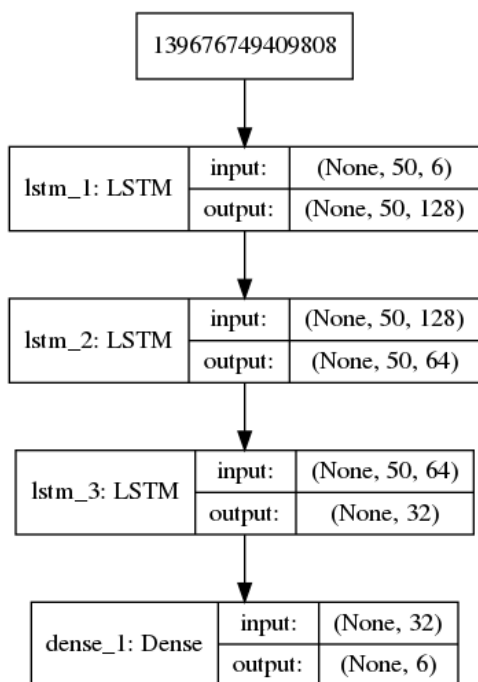 139676749409808
lstm_1: LSTM
input: (None, 50, 6)
output: (None, 50, 128)
lstm_2: LSTM
input: (None, 50, 128)
output: (None, 50, 64)
lstm_3: LSTM
input: (None, 50, 64)
output: (None, 32)
dense_1: Dense
input: (None, 32)
output: (None, 6)